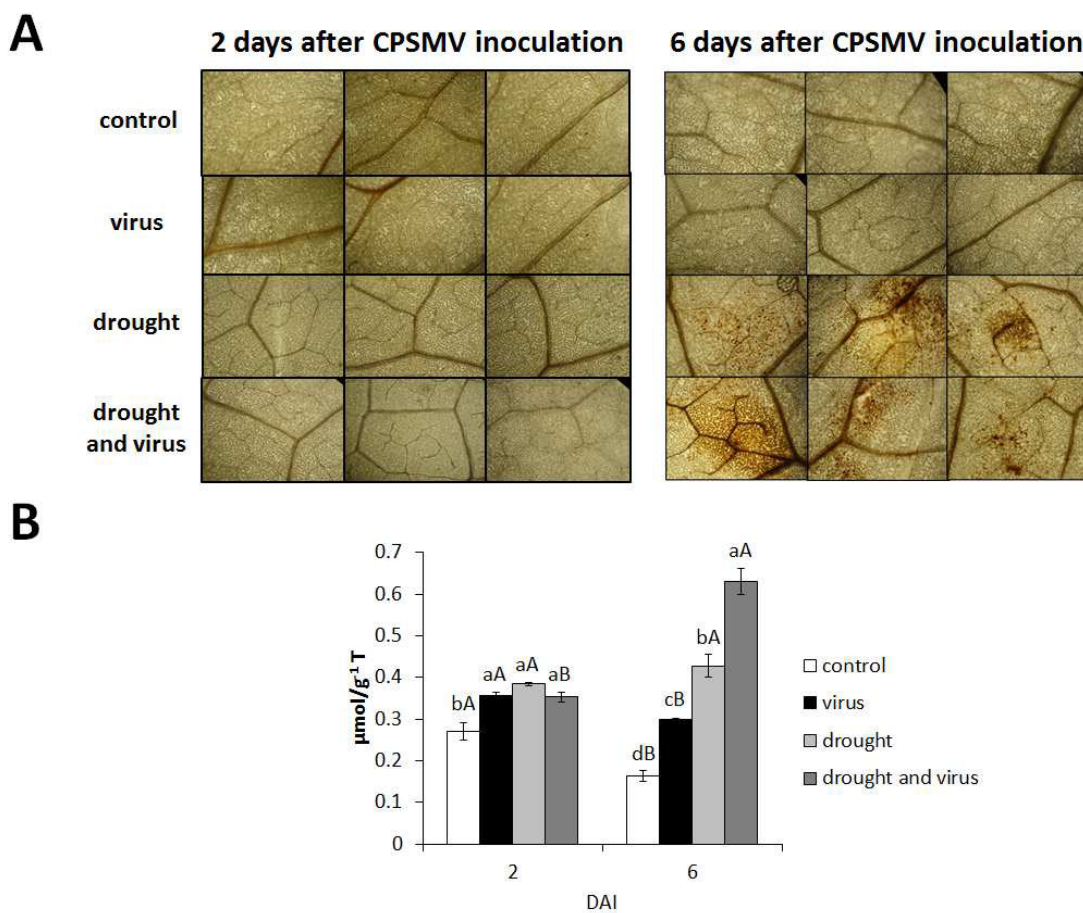 A
2 days after CPSMV inoculation
6 days after CPSMV inoculation
control
virus
drought
drought
and virus
B
µmol/g⁻¹ T
0.7
0.6
0.5
0.4
0.3
0.2
0.1
0
bA
aA
aA
aB
dB
cB
bA
aA
2
6
DAI
control
virus
drought
drought and virus